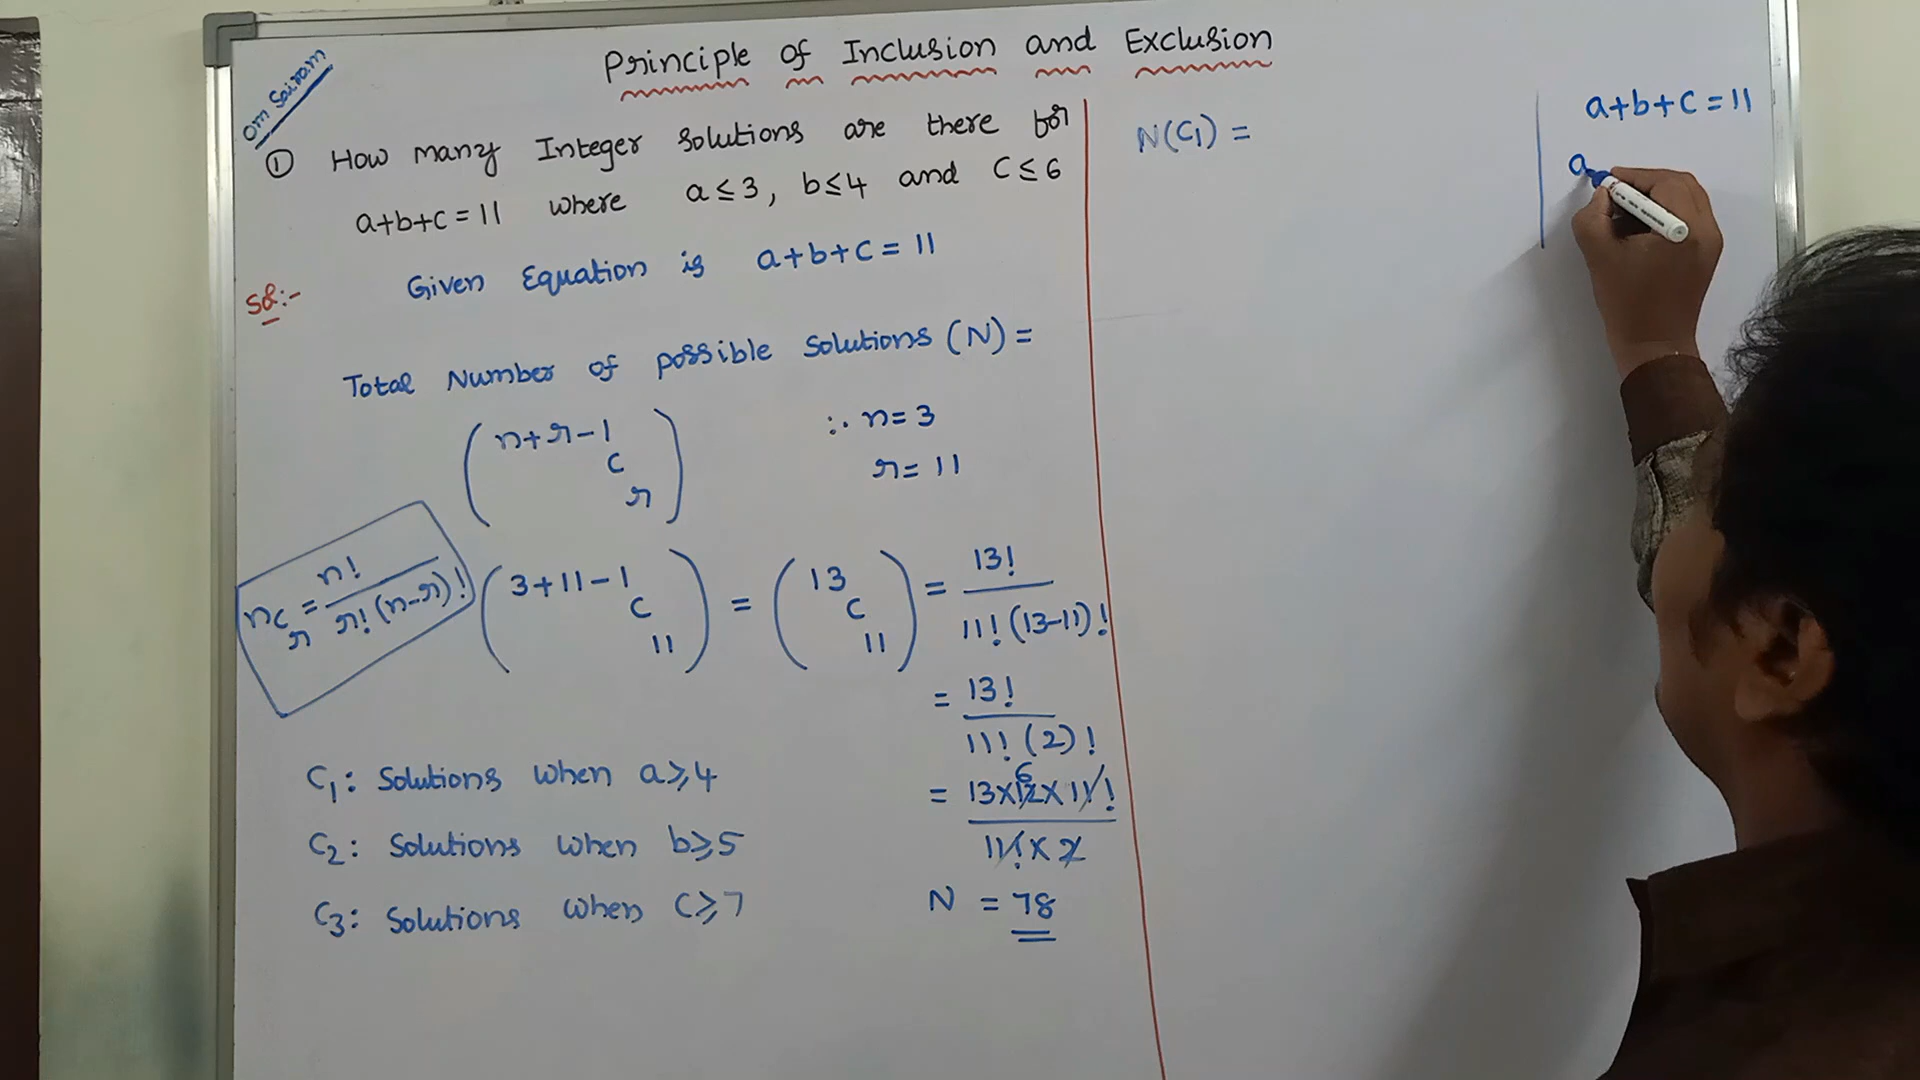 Principle of Inclusion and Exclusion
Om Sairam
① How many Integer Solutions are there for
a+b+c = 11 where a ≤ 3, b ≤ 4 and c ≤ 6
Sol:- Given Equation is a+b+c = 11
Total Number of possible Solutions (N) =
(n+r-1 C r) ∴ n = 3
r = 11
nCr = n! / r!(n-r)!
(3+11-1 C 11) = (13 C 11) = 13! / 11!(13-11)!
= 13! / 11!(2)!
= 13×12×11! / 11!×2 6
N = 78
C1: Solutions when a ≥ 4
C2: Solutions when b ≥ 5
C3: Solutions when c ≥ 7
N(C1) =
a+b+c = 11
a